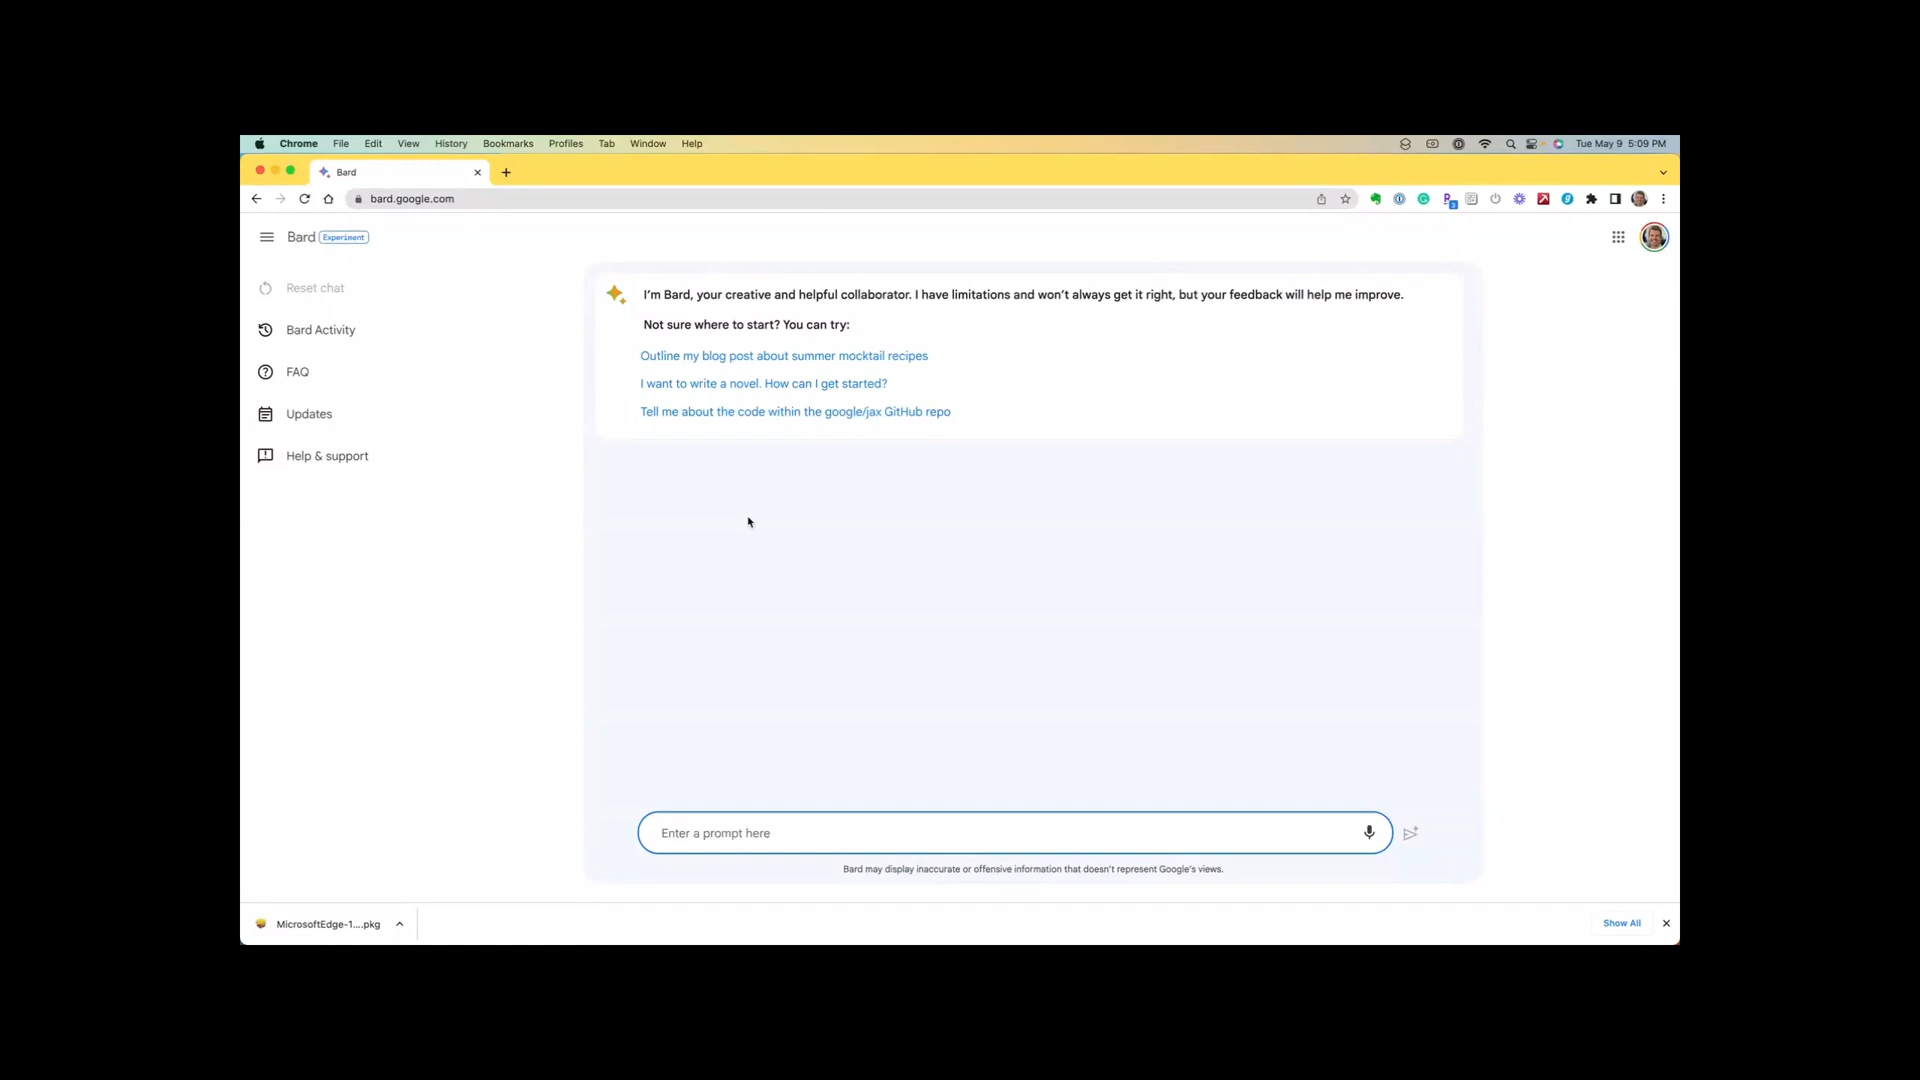 Chrome File Edit View History Bookmarks Profiles Tab Window Help Tue May 9 5:09 PM
Bard
bard.google.com
Bard Experiment
Reset chat
Bard Activity
FAQ
Updates
Help & support
I'm Bard, your creative and helpful collaborator. I have limitations and won't always get it right, but your feedback will help me improve.
Not sure where to start? You can try:
Outline my blog post about summer mocktail recipes
I want to write a novel. How can I get started?
Tell me about the code within the google/jax GitHub repo
Enter a prompt here
Bard may display inaccurate or offensive information that doesn't represent Google's views.
MicrosoftEdge-1....pkg
Show All